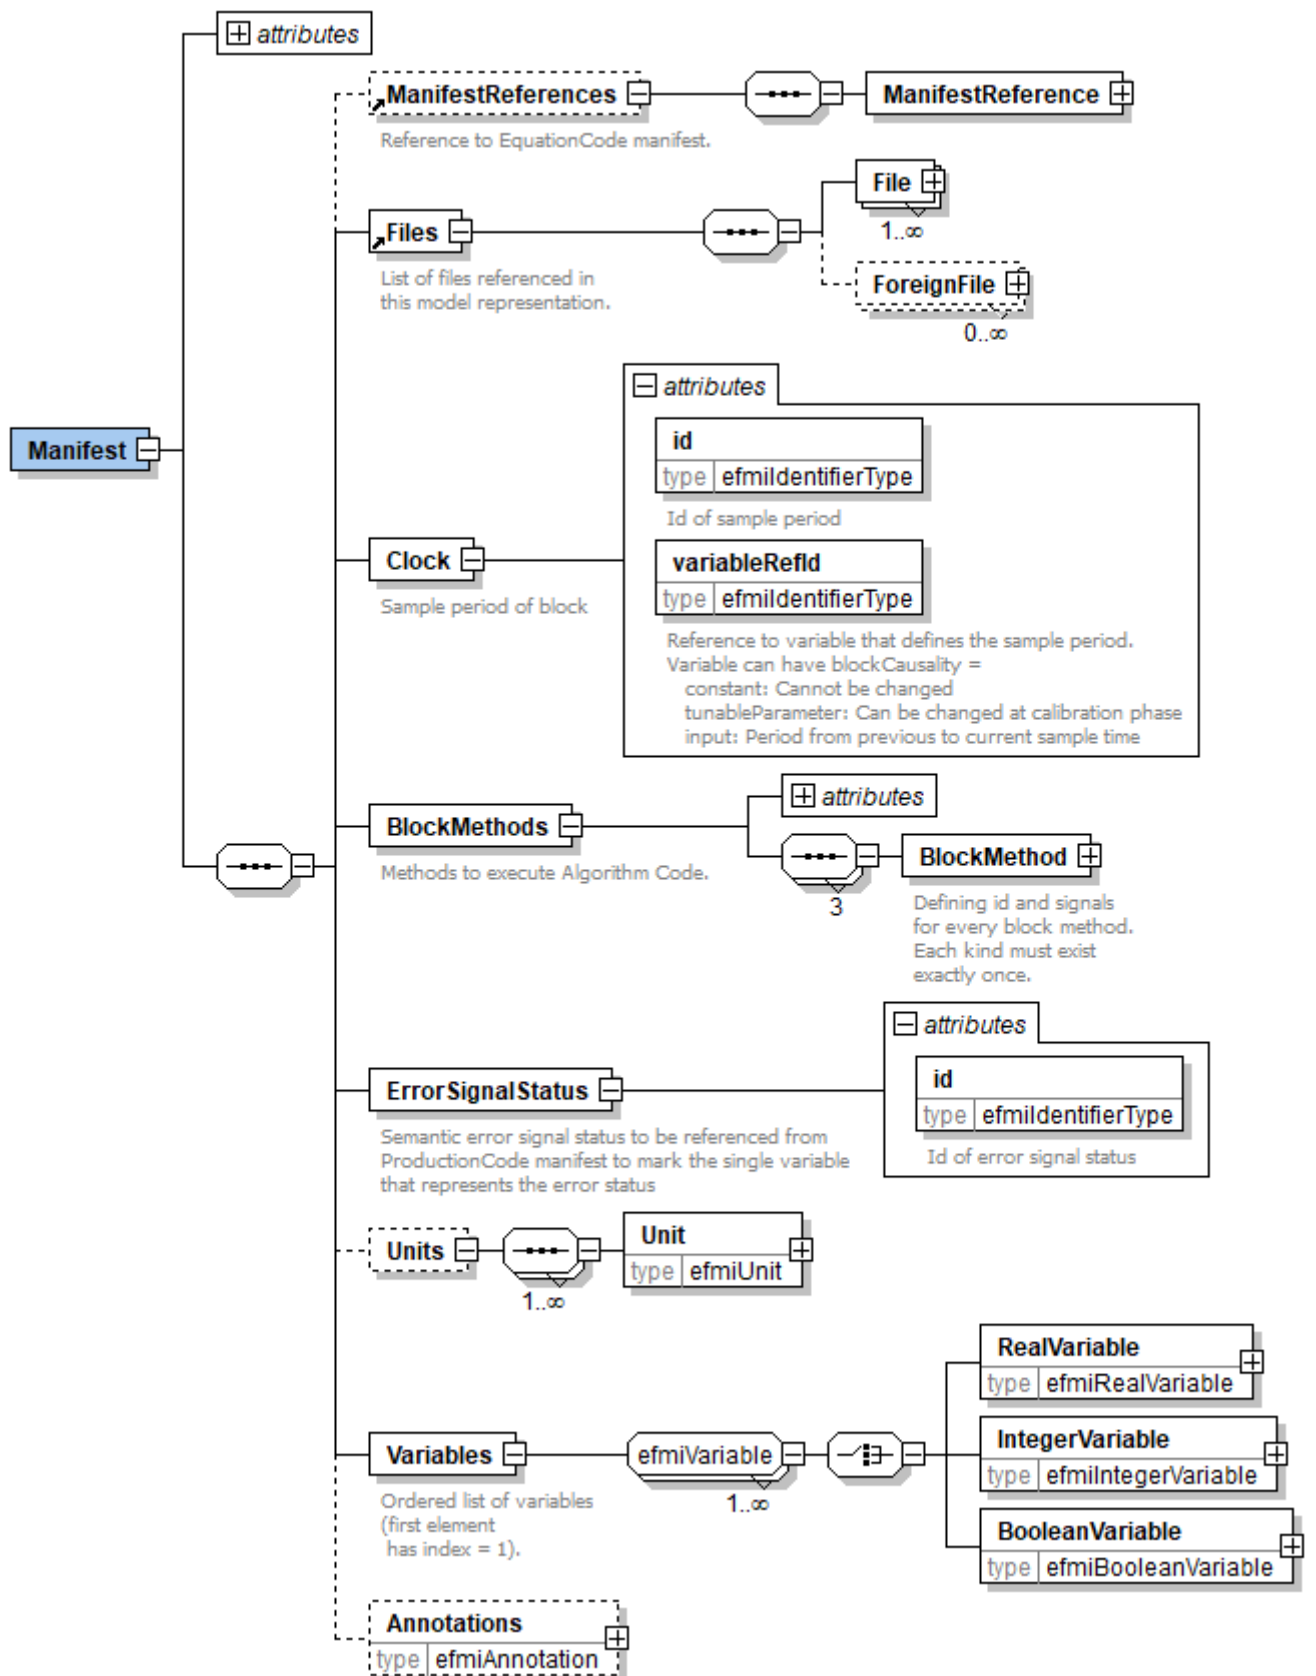 attributes
ManifestReferences
ManifestReference
Reference to EquationCode manifest.
File
1..∞
Files
List of files referenced in
this model representation.
ForeignFile
0..∞
attributes
id
type efmiIdentifierType
Id of sample period
Manifest
Clock
Sample period of block
variableRefId
type efmiIdentifierType
Reference to variable that defines the sample period.
Variable can have blockCausality =
constant: Cannot be changed
tunableParameter: Can be changed at calibration phase
input: Period from previous to current sample time
attributes
BlockMethods
Methods to execute Algorithm Code.
3
BlockMethod
Defining id and signals
for every block method.
Each kind must exist
exactly once.
attributes
id
type efmiIdentifierType
Id of error signal status
ErrorSignalStatus
Semantic error signal status to be referenced from
ProductionCode manifest to mark the single variable
that represents the error status
Units
1..∞
Unit
type efmiUnit
RealVariable
type efmiRealVariable
Variables
efmiVariable
1..∞
IntegerVariable
type efmiIntegerVariable
Ordered list of variables
(first element
has index = 1).
BooleanVariable
type efmiBooleanVariable
Annotations
type efmiAnnotation